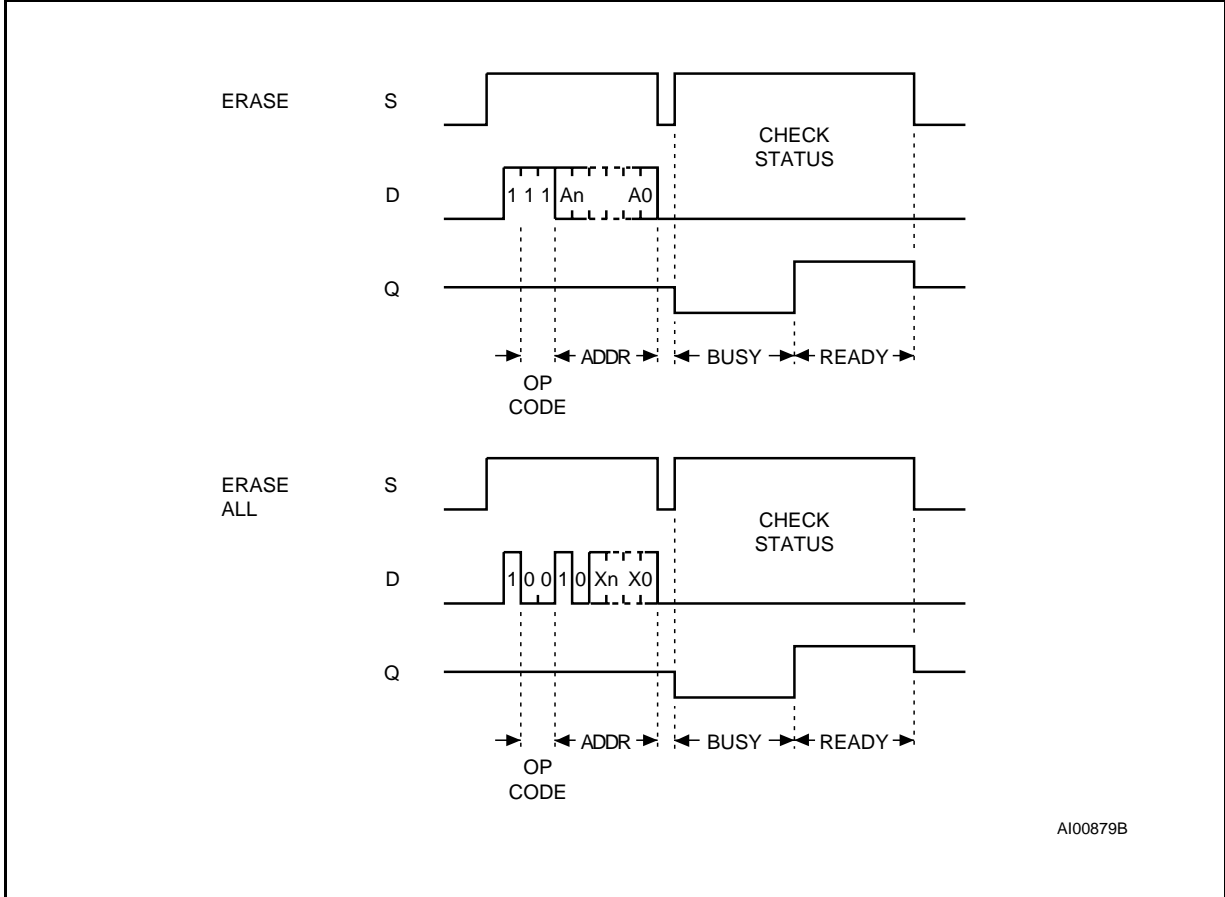 ERASE S
CHECK
STATUS
D 1 1 1 An A0
Q
ADDR BUSY READY
OP
CODE
ERASE
ALL
S
CHECK
STATUS
D 1 0 0 1 0 Xn X0
Q
ADDR BUSY READY
OP
CODE
AI00879B